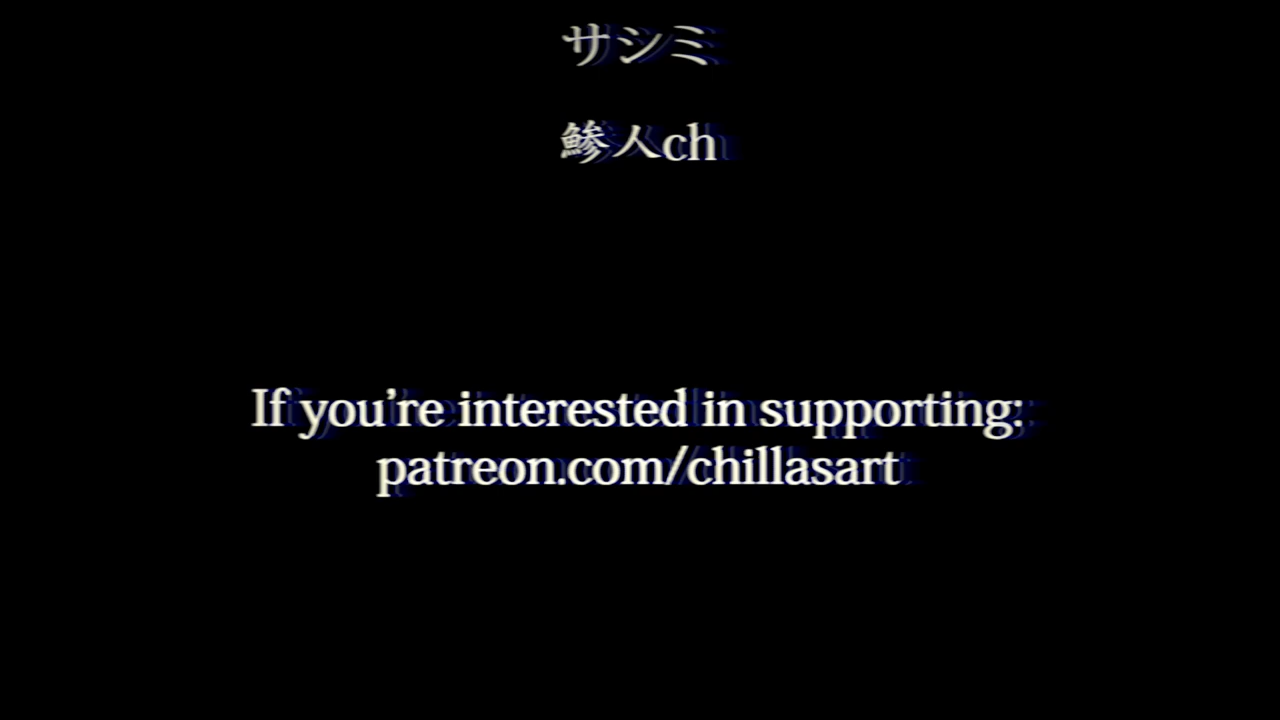 サシミ
鯵人ch
If you're interested in supporting:
patreon.com/chillasart